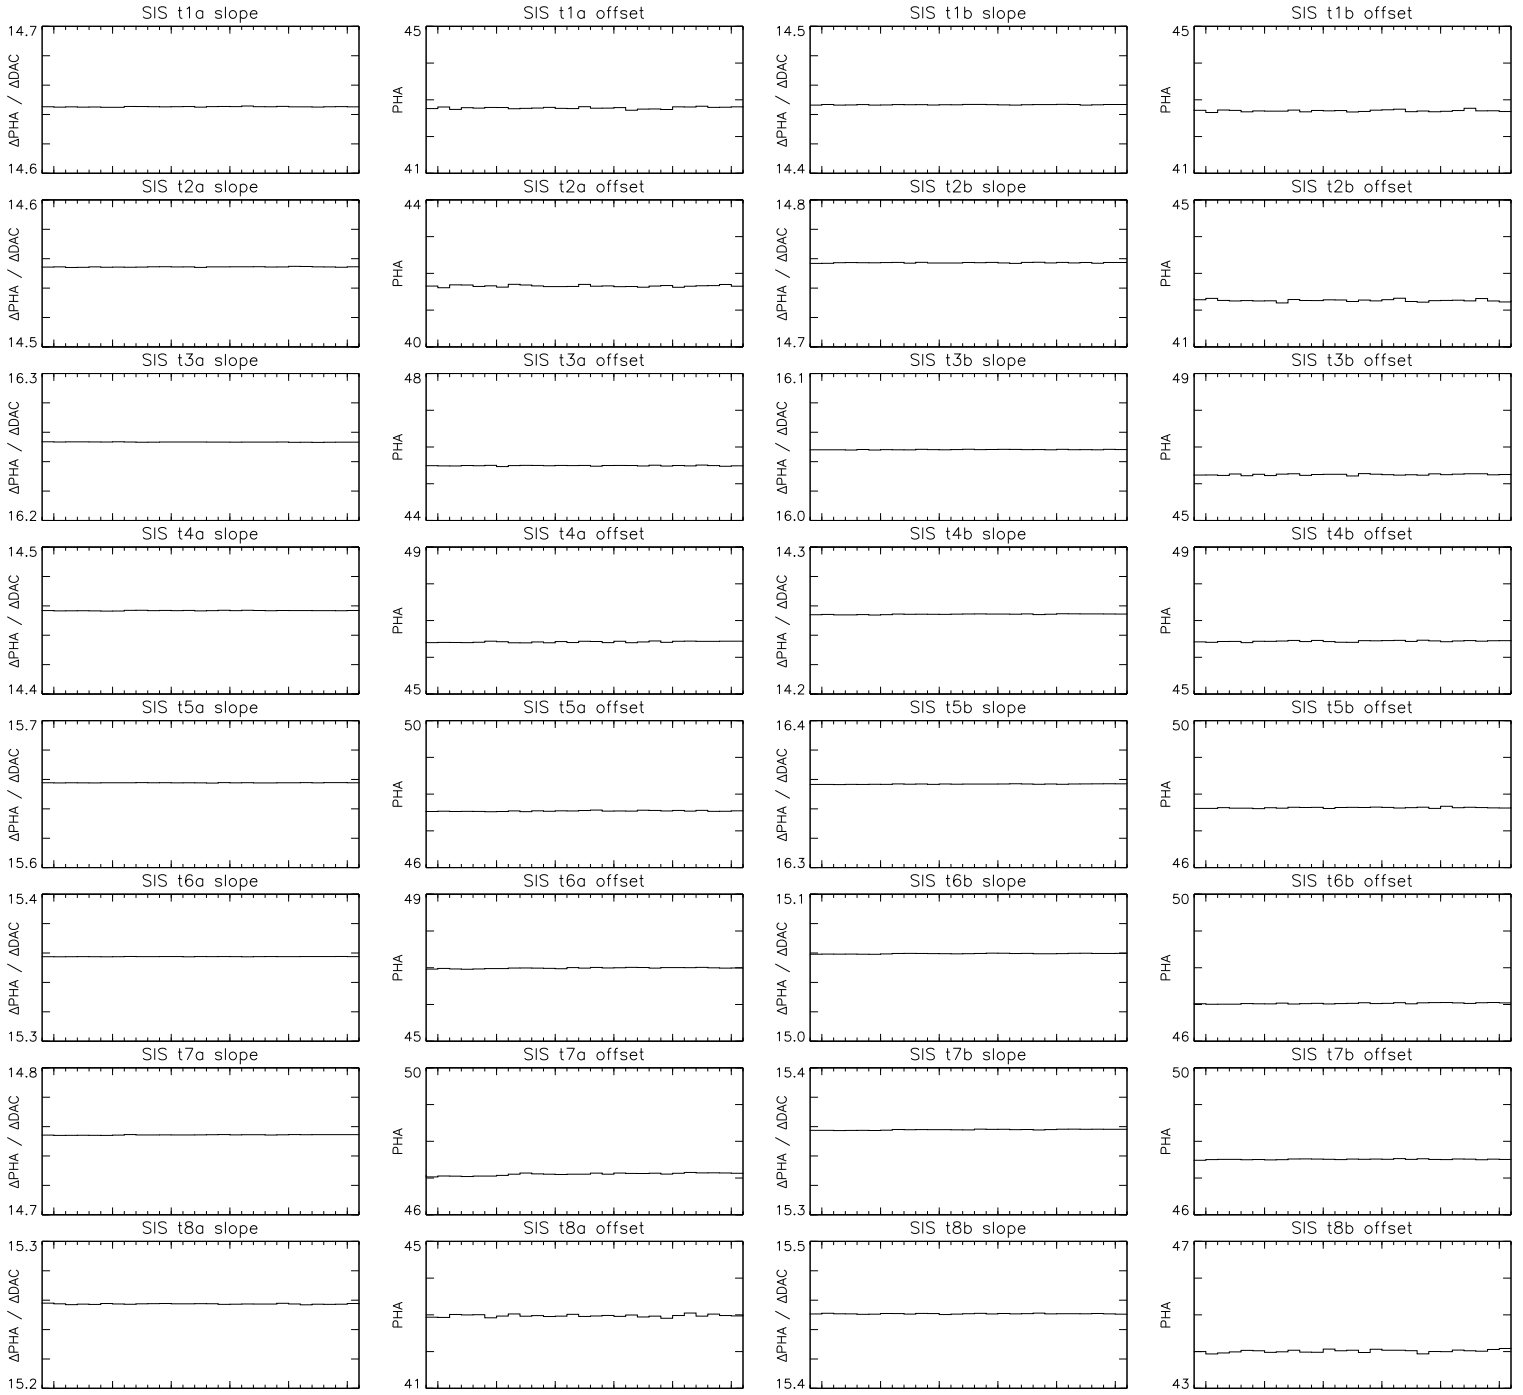 SIS t1a slope SIS t1a offset SIS t1b slope SIS t1b offset
14.7 45 14.5 45
ΔPHA / ΔDAC PHA ΔPHA / ΔDAC PHA
14.6 41 14.4 41
SIS t2a slope SIS t2a offset SIS t2b slope SIS t2b offset
14.6 44 14.8 45
ΔPHA / ΔDAC PHA ΔPHA / ΔDAC PHA
14.5 40 14.7 41
SIS t3a slope SIS t3a offset SIS t3b slope SIS t3b offset
16.3 48 16.1 49
ΔPHA / ΔDAC PHA ΔPHA / ΔDAC PHA
16.2 44 16.0 45
SIS t4a slope SIS t4a offset SIS t4b slope SIS t4b offset
14.5 49 14.3 49
ΔPHA / ΔDAC PHA ΔPHA / ΔDAC PHA
14.4 45 14.2 45
SIS t5a slope SIS t5a offset SIS t5b slope SIS t5b offset
15.7 50 16.4 50
ΔPHA / ΔDAC PHA ΔPHA / ΔDAC PHA
15.6 46 16.3 46
SIS t6a slope SIS t6a offset SIS t6b slope SIS t6b offset
15.4 49 15.1 50
ΔPHA / ΔDAC PHA ΔPHA / ΔDAC PHA
15.3 45 15.0 46
SIS t7a slope SIS t7a offset SIS t7b slope SIS t7b offset
14.8 50 15.4 50
ΔPHA / ΔDAC PHA ΔPHA / ΔDAC PHA
14.7 46 15.3 46
SIS t8a slope SIS t8a offset SIS t8b slope SIS t8b offset
15.3 45 15.5 47
ΔPHA / ΔDAC PHA ΔPHA / ΔDAC PHA
15.2 41 15.4 43